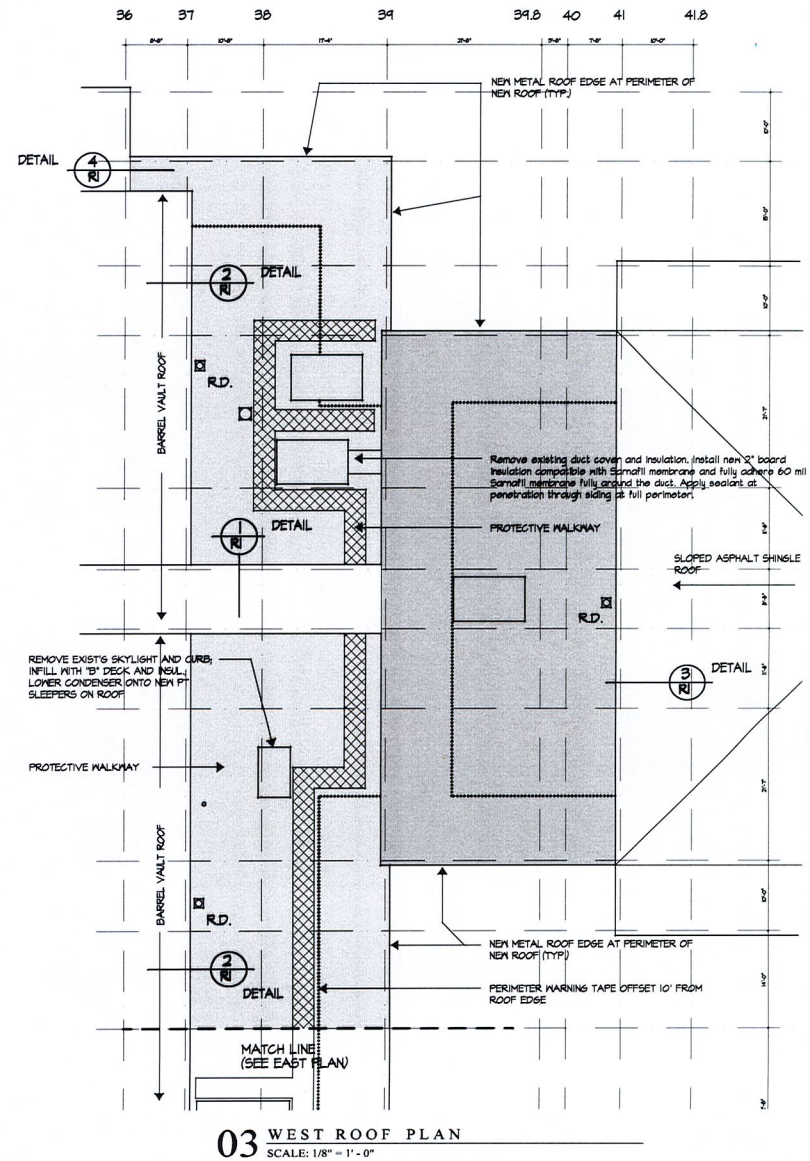 36 37 38 39 39.8 40 41 41.8
17'-4"
10'-0"
NEW METAL ROOF EDGE AT PERIMETER OF
NEW ROOF (TYP.)
DETAIL
4
R1
2
R1
DETAIL
BARREL VAULT ROOF
R.D.
Remove existing duct cover and insulation. Install new 2" board
insulation compatible with Sarnafil membrane and fully adhere 60 mil
Sarnafil membrane fully around the duct. Apply sealant at
penetration through siding at full perimeter.
1
R1
DETAIL
PROTECTIVE WALKWAY
SLOPED ASPHALT SHINGLE
ROOF
R.D.
REMOVE EXIST'G SKYLIGHT AND CURB,
INFILL WITH "B" DECK AND INSUL.
LOWER CONDENSER ONTO NEW PT
SLEEPERS ON ROOF
3
R1
DETAIL
PROTECTIVE WALKWAY
BARREL VAULT ROOF
R.D.
NEW METAL ROOF EDGE AT PERIMETER OF
NEW ROOF (TYP.)
2
R1
DETAIL
PERIMETER WARNING TAPE OFFSET 10' FROM
ROOF EDGE
MATCH LINE
(SEE EAST PLAN)
03 WEST ROOF PLAN
SCALE: 1/8" = 1' - 0"